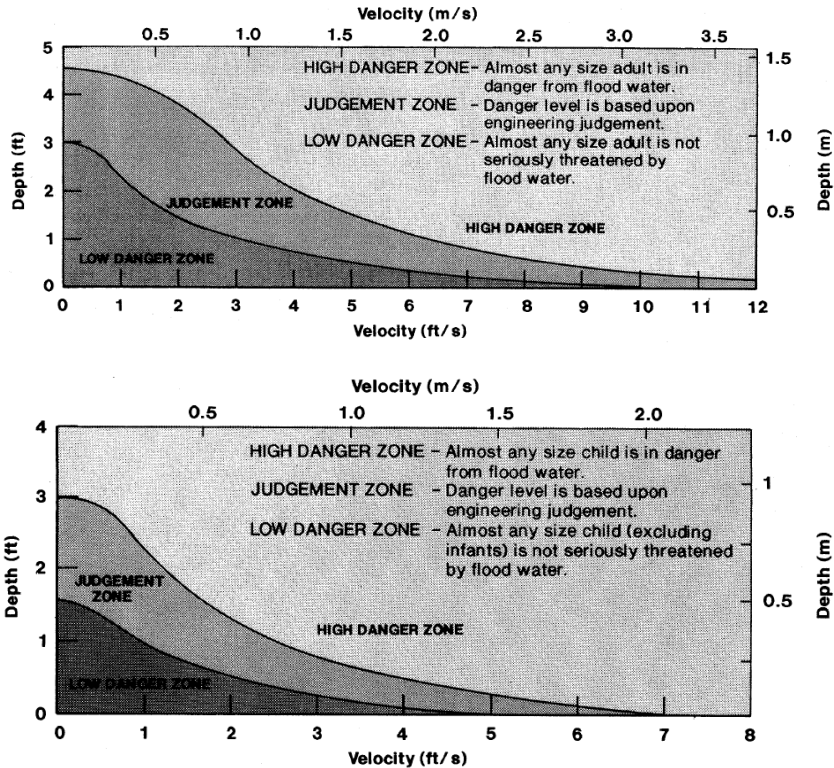 Velocity (m/s)
0.5 1.0 1.5 2.0 2.5 3.0 3.5
5
4
3
2
1
0
Depth (ft)
HIGH DANGER ZONE – Almost any size adult is in
danger from flood water.
JUDGEMENT ZONE – Danger level is based upon
engineering judgement.
LOW DANGER ZONE – Almost any size adult is not
seriously threatened by
flood water.
1.5
1.0
0.5
Depth (m)
JUDGEMENT ZONE
HIGH DANGER ZONE
LOW DANGER ZONE
0 1 2 3 4 5 6 7 8 9 10 11 12
Velocity (ft/s)
Velocity (m/s)
0.5 1.0 1.5 2.0
4
3
2
1
0
Depth (ft)
HIGH DANGER ZONE – Almost any size child is in danger
from flood water.
JUDGEMENT ZONE – Danger level is based upon
engineering judgement.
LOW DANGER ZONE – Almost any size child (excluding
infants) is not seriously threatened
by flood water.
1
0.5
Depth (m)
JUDGEMENT
ZONE
HIGH DANGER ZONE
LOW DANGER ZONE
0 1 2 3 4 5 6 7 8
Velocity (ft/s)